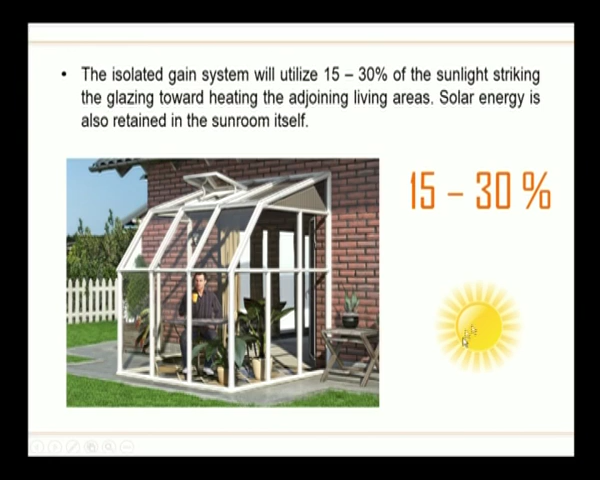 • The isolated gain system will utilize 15 – 30% of the sunlight striking
the glazing toward heating the adjoining living areas. Solar energy is
also retained in the sunroom itself.
15 – 30 %